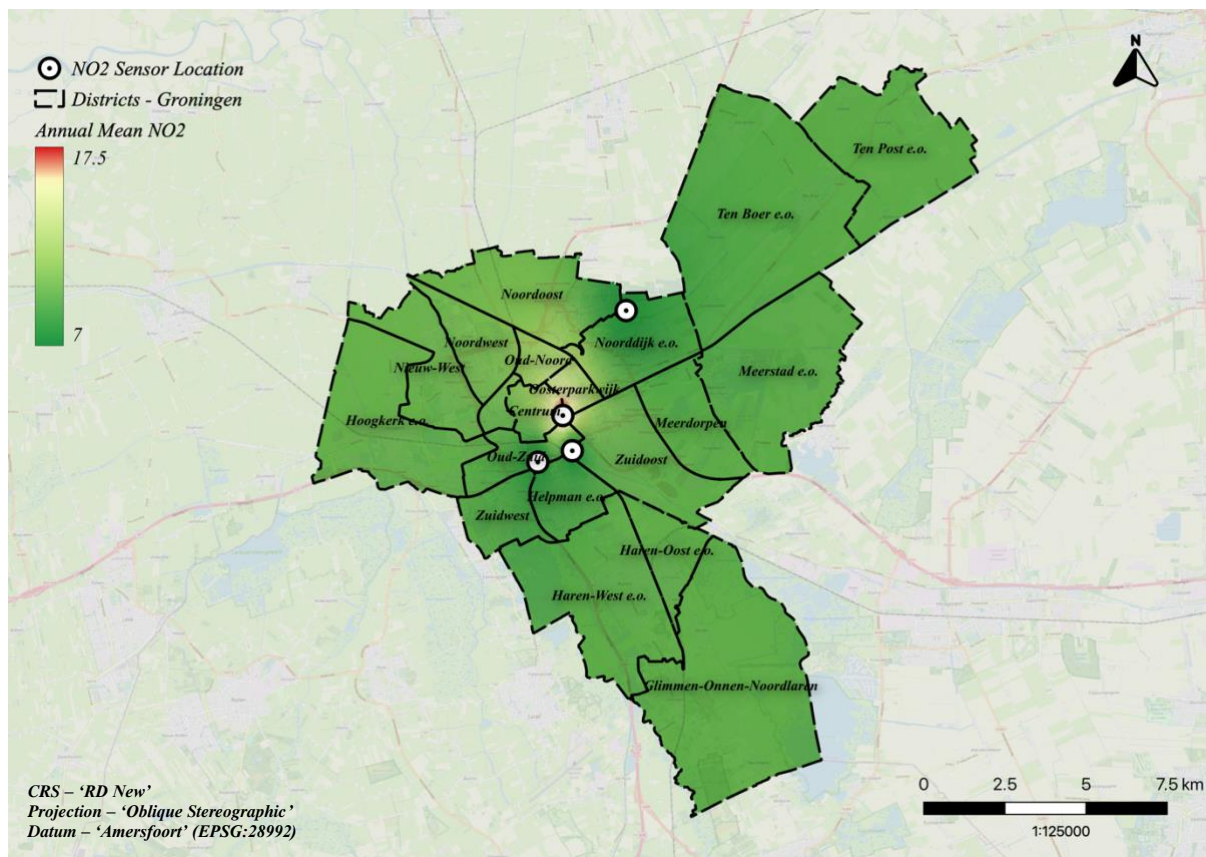 NO2 Sensor Location
Districts - Groningen
Annual Mean NO2
17.5
7
N
Ten Post e.o.
Ten Boer e.o.
Noordoost
Noorddijk e.o.
Noordwest
Oud-Noord
Nieuw-West
Meerstad e.o.
Oosterparkwijk
Centrum
Hoogkerk e.o.
Meerdorpen
Oud-Zuid
Zuidoost
Helpman e.o.
Zuidwest
Haren-Oost e.o.
Haren-West e.o.
Glimmen-Onnen-Noordlaren
CRS – ‘RD New’
Projection – ‘Oblique Stereographic’
Datum – ‘Amersfoort’ (EPSG:28992)
0 2.5 5 7.5 km
1:125000